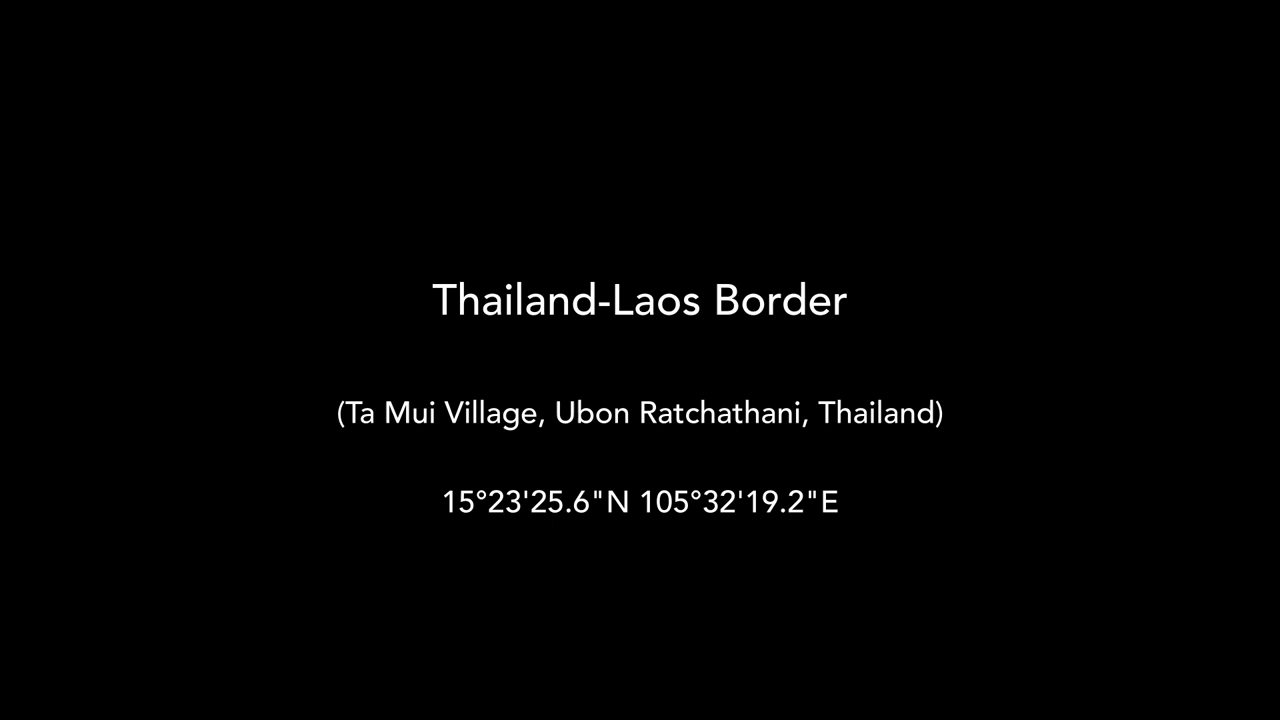 Thailand-Laos Border
(Ta Mui Village, Ubon Ratchathani, Thailand)
15°23'25.6"N 105°32'19.2"E